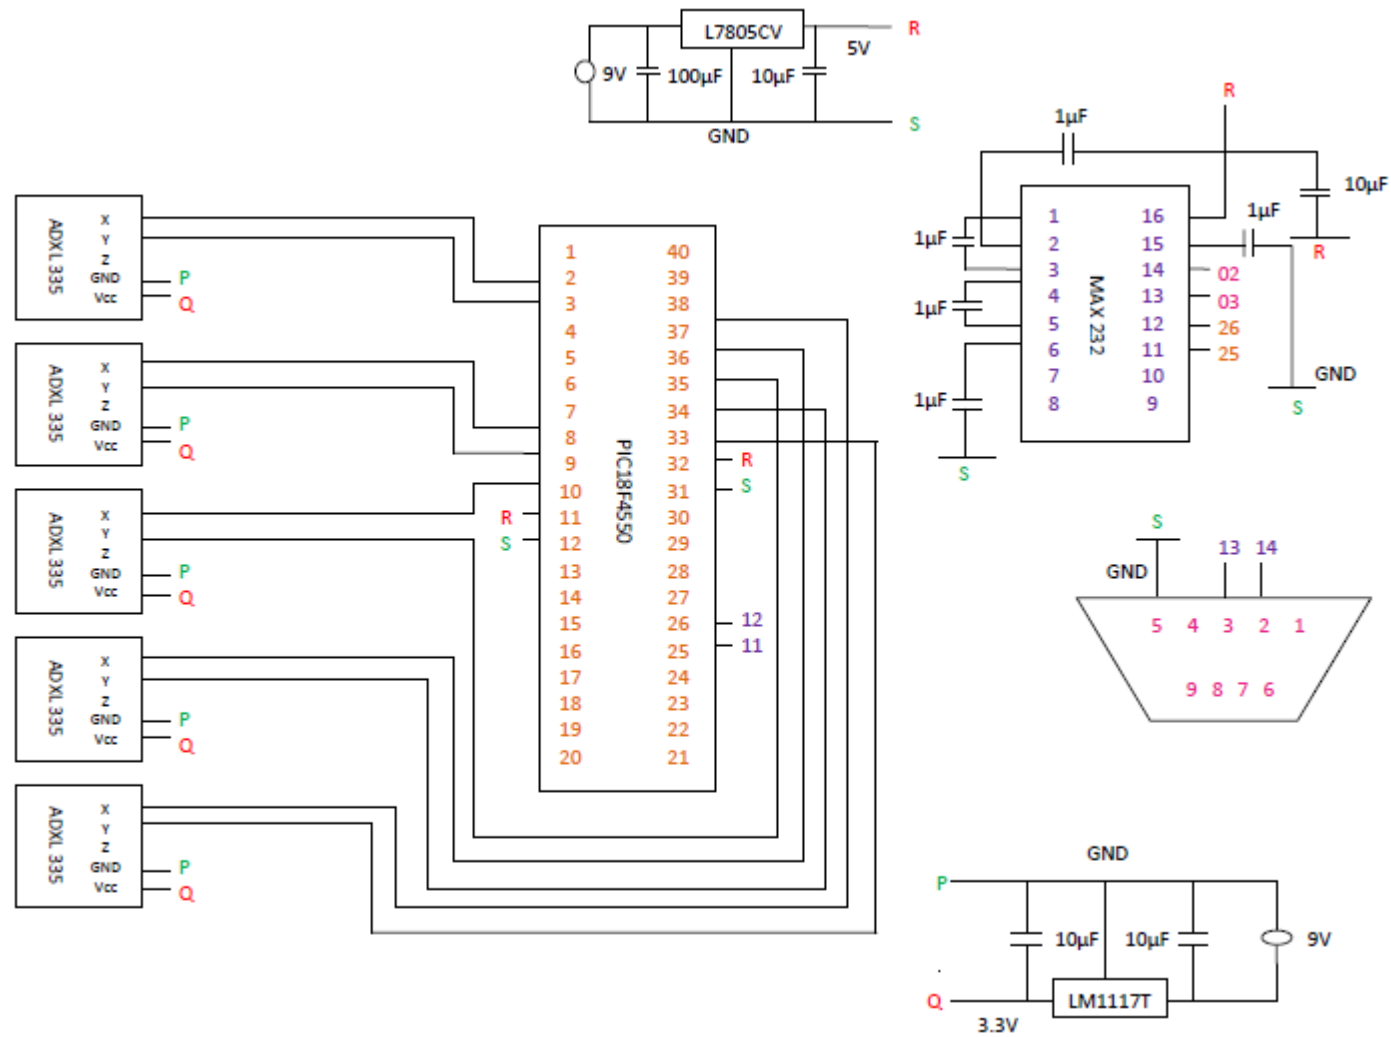 L7805CV
R
5V
9V
100µF
10µF
S
GND
ADXL 335
X
Y
Z
GND P
Vcc Q
ADXL 335
X
Y
Z
GND P
Vcc Q
ADXL 335
X
Y
Z
GND P
Vcc Q
ADXL 335
X
Y
Z
GND P
Vcc Q
ADXL 335
X
Y
Z
GND P
Vcc Q
PIC18F4550
1 40
2 39
3 38
4 37
5 36
6 35
7 34
8 33
9 32 R
10 31 S
R 11 30
S 12 29
13 28
14 27
15 26 12
16 25 11
17 24
18 23
19 22
20 21
R
1µF
10µF
1µF
R
1µF
1µF
1µF
S
MAX 232
1 16
2 15
3 14 02
4 13 03
5 12 26
6 11 25
7 10
8 9
GND
S
S
GND
13 14
5 4 3 2 1
9 8 7 6
GND
P
10µF
10µF
9V
Q
LM1117T
3.3V